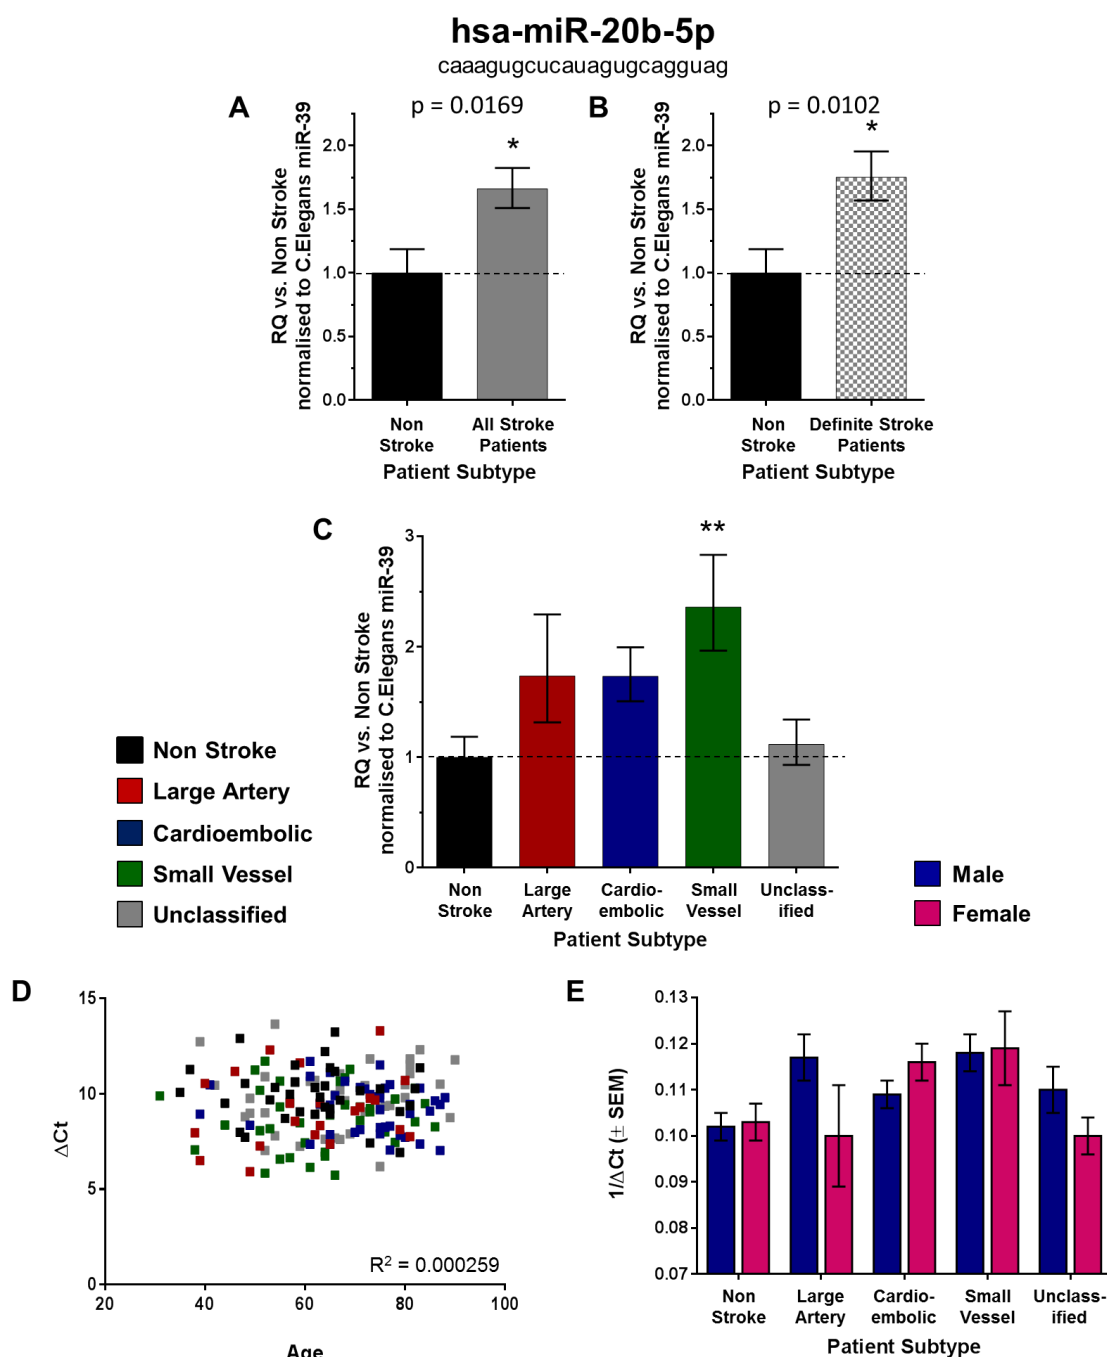 hsa-miR-20b-5p
caaagugcucauagugcagguag
A
p = 0.0169
*
RQ vs. Non Stroke
normalised to C.Elegans miR-39
2.0
1.5
1.0
0.5
0.0
Non
Stroke
All Stroke
Patients
Patient Subtype
B
p = 0.0102
*
RQ vs. Non Stroke
normalised to C.Elegans miR-39
2.0
1.5
1.0
0.5
0.0
Non
Stroke
Definite Stroke
Patients
Patient Subtype
C
**
RQ vs. Non Stroke
normalised to C.Elegans miR-39
3
2
1
0
Non
Stroke
Large
Artery
Cardio-
embolic
Small
Vessel
Unclass-
ified
Patient Subtype
Non Stroke
Large Artery
Cardioembolic
Small Vessel
Unclassified
Male
Female
D
ΔCt
15
10
5
0
R² = 0.000259
20
40
60
80
100
Age
E
1/ΔCt (± SEM)
0.13
0.12
0.11
0.10
0.09
0.08
0.07
Non
Stroke
Large
Artery
Cardio-
embolic
Small
Vessel
Unclass-
ified
Patient Subtype